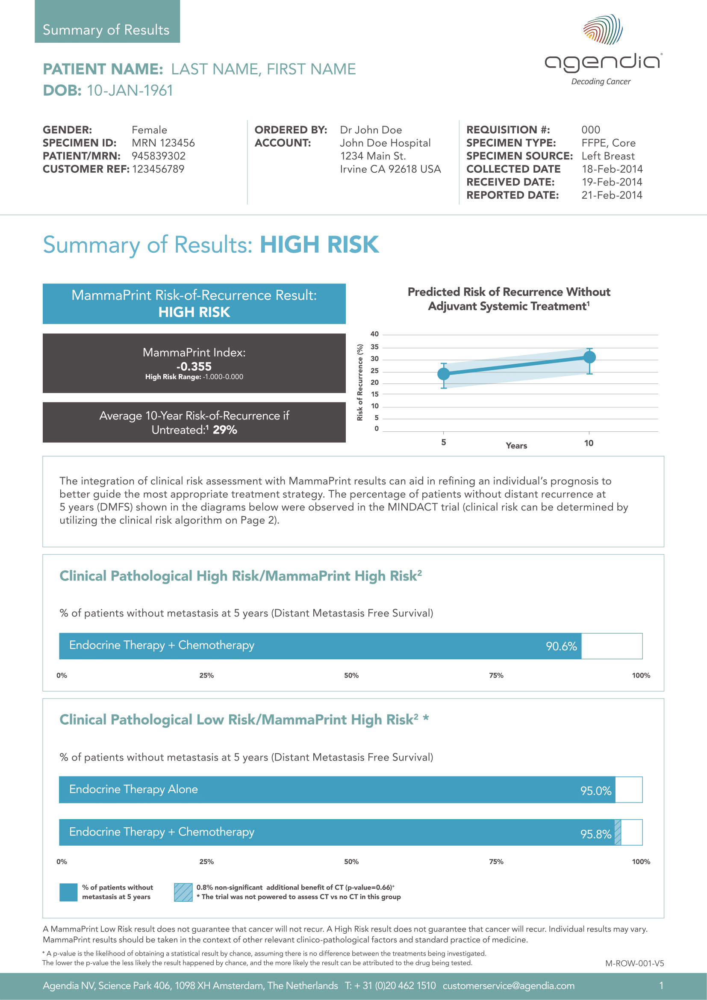 Summary of Results
agendia®
Decoding Cancer
PATIENT NAME: LAST NAME, FIRST NAME
DOB: 10-JAN-1961
GENDER: Female
SPECIMEN ID: MRN 123456
PATIENT/MRN: 945839302
CUSTOMER REF: 123456789
ORDERED BY: Dr John Doe
ACCOUNT: John Doe Hospital
1234 Main St.
Irvine CA 92618 USA
REQUISITION #: 000
SPECIMEN TYPE: FFPE, Core
SPECIMEN SOURCE: Left Breast
COLLECTED DATE 18-Feb-2014
RECEIVED DATE: 19-Feb-2014
REPORTED DATE: 21-Feb-2014
Summary of Results: HIGH RISK
MammaPrint Risk-of-Recurrence Result:
HIGH RISK
MammaPrint Index:
-0.355
High Risk Range: -1.000-0.000
Average 10-Year Risk-of-Recurrence if
Untreated:¹ 29%
Predicted Risk of Recurrence Without
Adjuvant Systemic Treatment¹
Risk of Recurrence (%)
40
35
30
25
20
15
10
5
0
5 Years 10
The integration of clinical risk assessment with MammaPrint results can aid in refining an individual's prognosis to
better guide the most appropriate treatment strategy. The percentage of patients without distant recurrence at
5 years (DMFS) shown in the diagrams below were observed in the MINDACT trial (clinical risk can be determined by
utilizing the clinical risk algorithm on Page 2).
Clinical Pathological High Risk/MammaPrint High Risk²
% of patients without metastasis at 5 years (Distant Metastasis Free Survival)
Endocrine Therapy + Chemotherapy 90.6%
0% 25% 50% 75% 100%
Clinical Pathological Low Risk/MammaPrint High Risk² *
% of patients without metastasis at 5 years (Distant Metastasis Free Survival)
Endocrine Therapy Alone 95.0%
Endocrine Therapy + Chemotherapy 95.8%
0% 25% 50% 75% 100%
% of patients without
metastasis at 5 years
0.8% non-significant additional benefit of CT (p-value=0.66)⁺
* The trial was not powered to assess CT vs no CT in this group
A MammaPrint Low Risk result does not guarantee that cancer will not recur. A High Risk result does not guarantee that cancer will recur. Individual results may vary.
MammaPrint results should be taken in the context of other relevant clinico-pathological factors and standard practice of medicine.
⁺ A p-value is the likelihood of obtaining a statistical result by chance, assuming there is no difference between the treatments being investigated.
The lower the p-value the less likely the result happened by chance, and the more likely the result can be attributed to the drug being tested.
M-ROW-001-V5
Agendia NV, Science Park 406, 1098 XH Amsterdam, The Netherlands T: + 31 (0)20 462 1510 customerservice@agendia.com 1